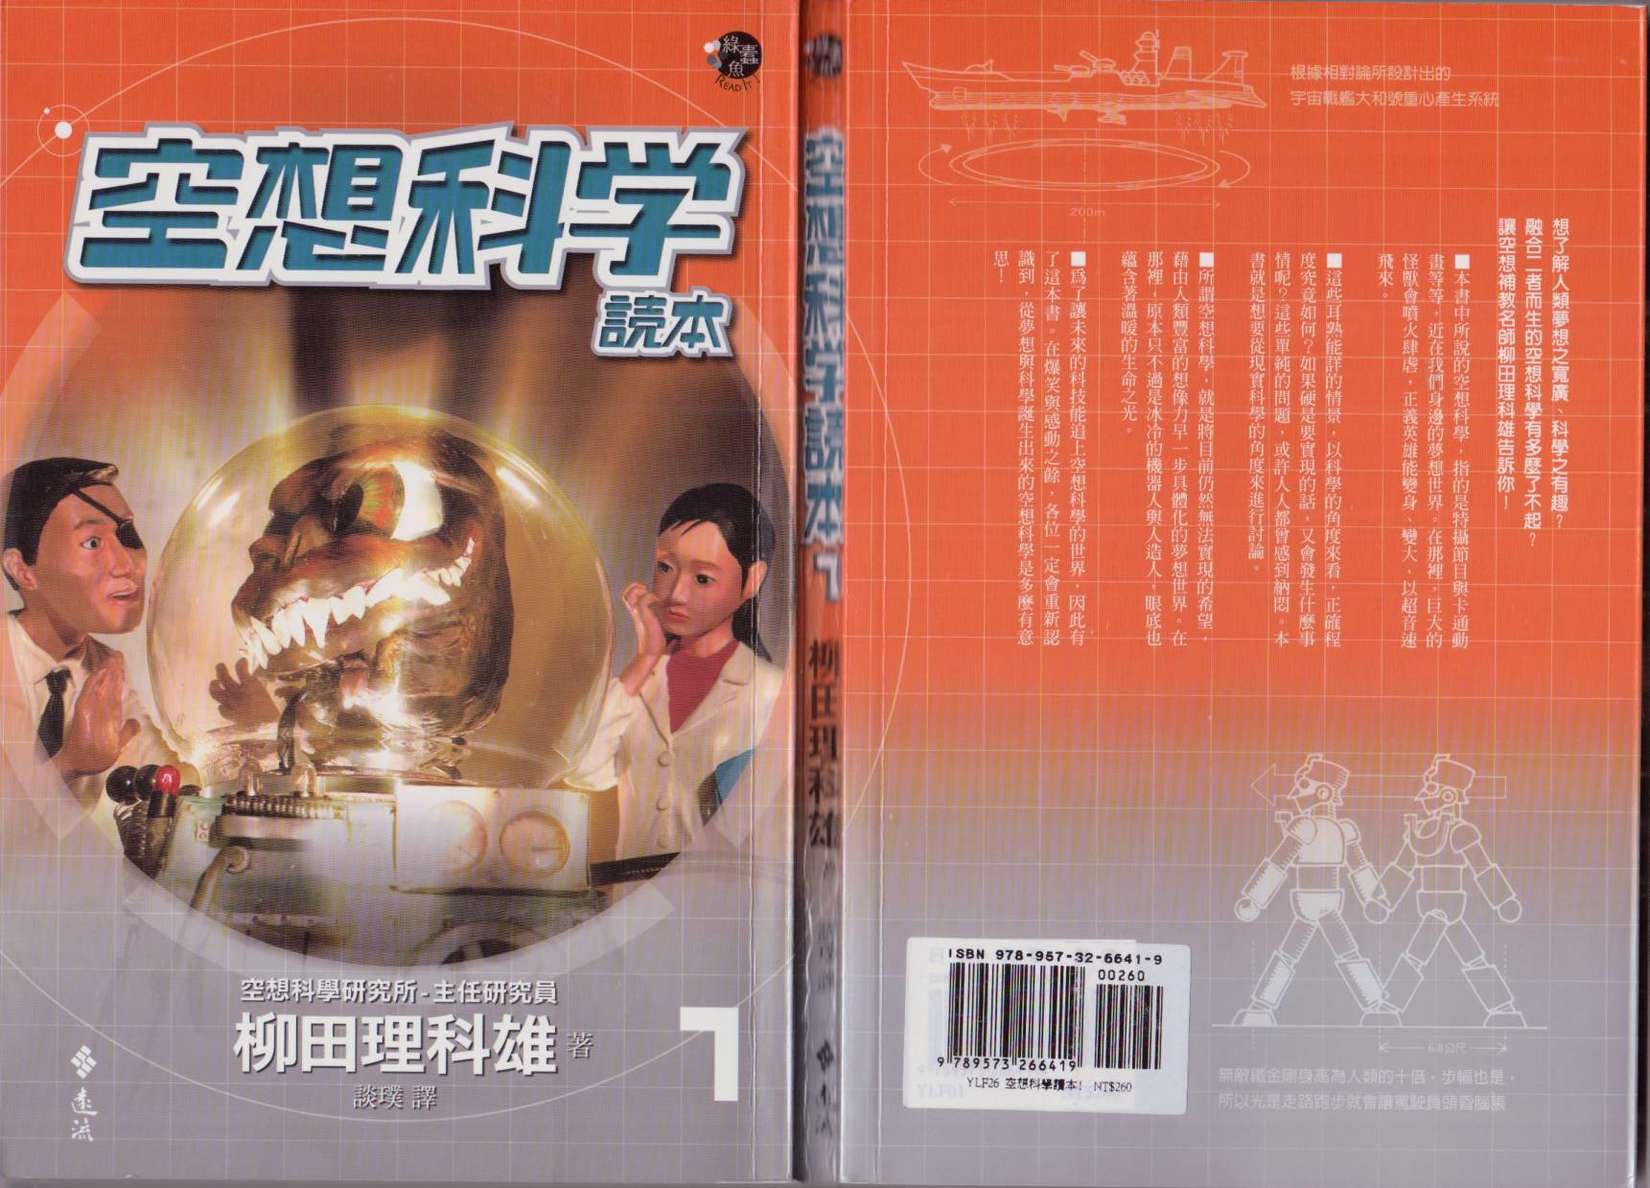 綠蠹魚
READ IT!
空想科学
読本
空想科學研究所-主任研究員
柳田理科雄 著
談璞 譯
1
遠流
空想科学読本 1 柳田理科雄
根據相對論所設計出的
宇宙戰艦大和號重心產生系統
200m
想了解人類夢想之寬廣、科學之有趣？
融合二者而生的空想科學有多麼了不起？
讓空想補教名師柳田理科雄告訴你！
■本書中所說的空想科學，指的是特攝節目與卡通動
畫等等，近在我們身邊的夢想世界。在那裡，巨大的
怪獸會噴火肆虐，正義英雄能變身、變大，以超音速
飛來。
■這些耳熟能詳的情景，以科學的角度來看，正確程
度究竟如何？如果硬是要實現的話，又會發生什麼事
情呢？這些單純的問題，或許人人都曾感到納悶。本
書就是想要從現實科學的角度來進行討論。
■所謂空想科學，就是將目前仍然無法實現的希望，
藉由人類豐富的想像力早一步具體化的夢想世界。在
那裡，原本只不過是冰冷的機器人與人造人，眼底也
蘊含著溫暖的生命之光。
■為了讓未來的科技能追上空想科學的世界，因此有
了這本書。在爆笑與感動之餘，各位一定會重新認
識到，從夢想與科學誕生出來的空想科學是多麼有意
思！
6.8公尺
無敵鐵金剛身高為人類的十倍，步幅也是，
所以光是走路跑步就會讓駕駛員頭昏腦脹
ISBN 978-957-32-6641-9
00260
9 789573 266419
YLF26 空想科學讀本1 NT$260